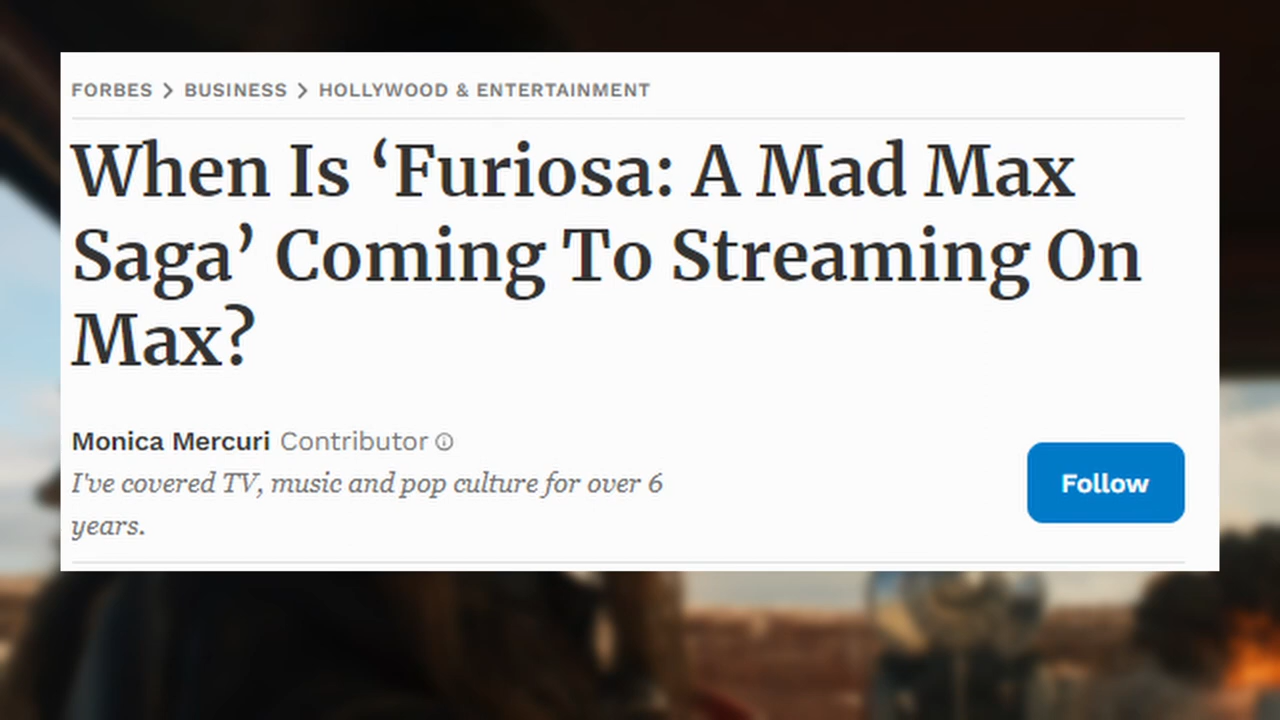 FORBES > BUSINESS > HOLLYWOOD & ENTERTAINMENT
When Is ‘Furiosa: A Mad Max
Saga’ Coming To Streaming On
Max?
Monica Mercuri Contributor
I've covered TV, music and pop culture for over 6
years.
Follow